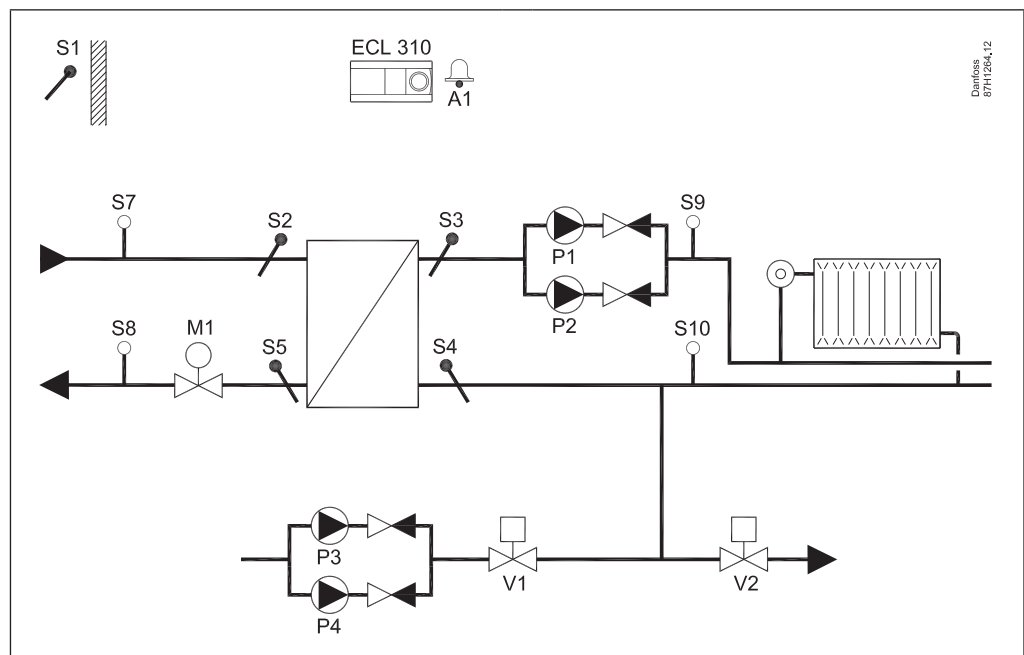 S1
ECL 310
A1
Danfoss
87H1264.12
S7
S2
S3
S9
P1
P2
S8
M1
S5
S4
S10
P3
P4
V1
V2